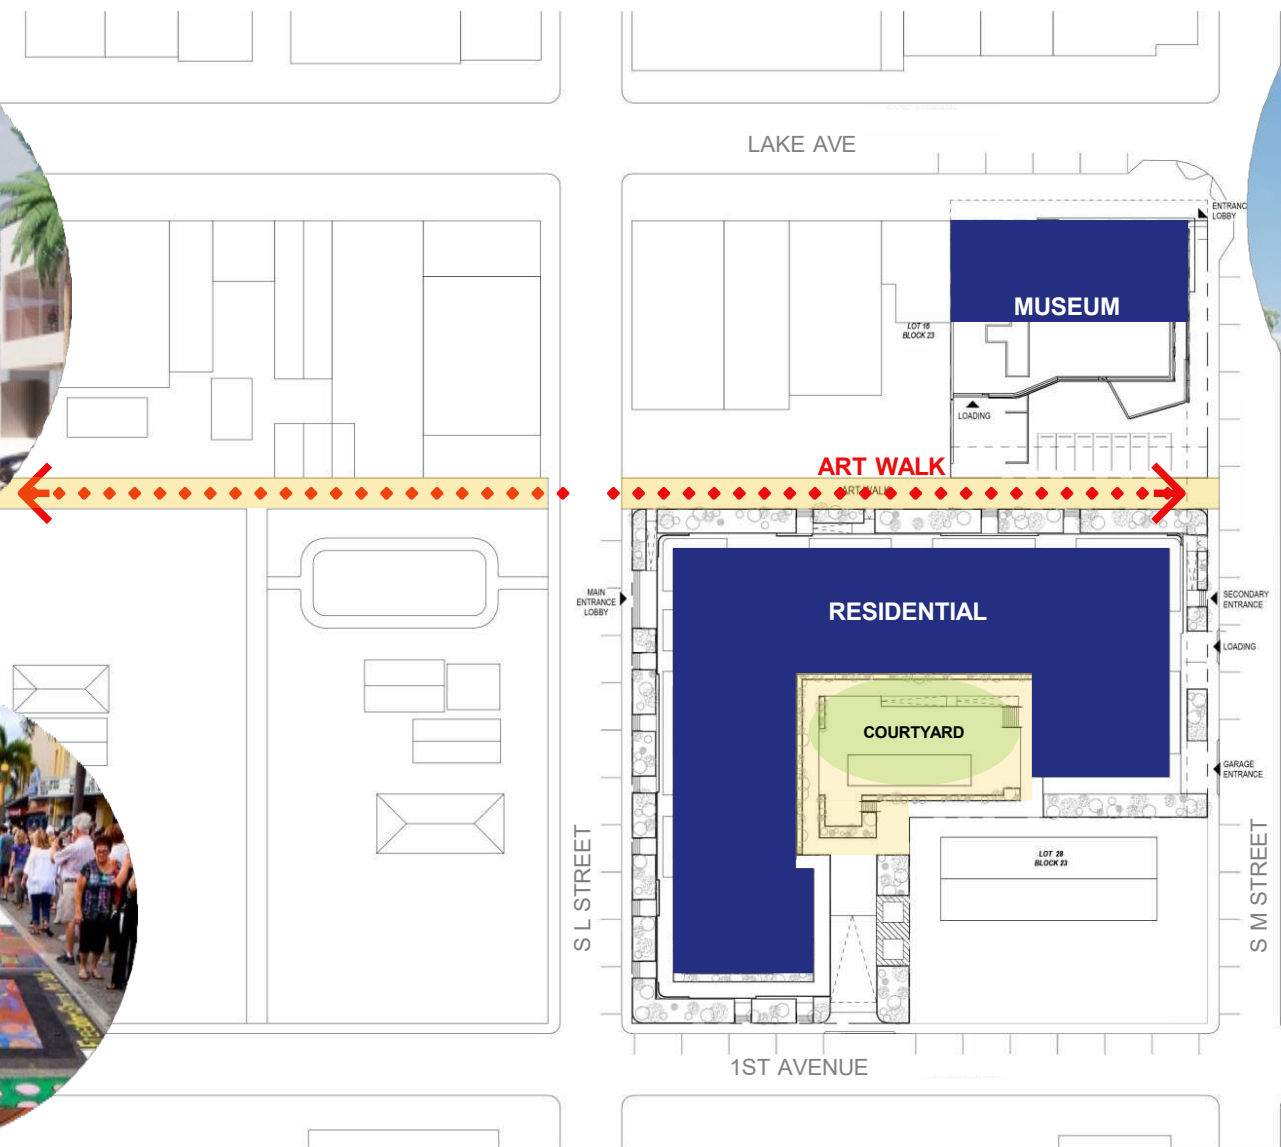 LAKE AVE
ENTRANC
LOBBY
MUSEUM
LOT 16
BLOCK 23
LOADING
ART WALK
ART WALK
MAIN
ENTRANCE
LOBBY
RESIDENTIAL
SECONDARY
ENTRANCE
LOADING
COURTYARD
GARAGE
ENTRANCE
S L STREET
LOT 28
BLOCK 23
S M STREET
1ST AVENUE